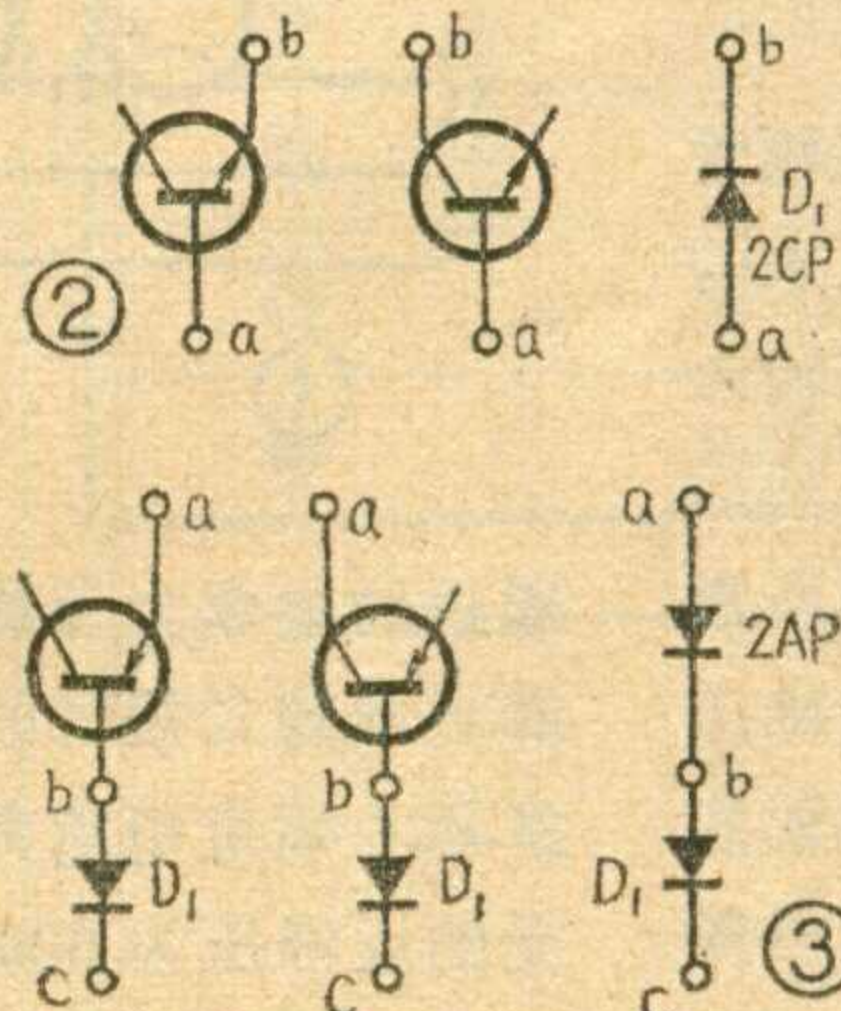 b b b
D₁
2CP
② a a a
a a a
2AP
b b b
D₁ D₁ D₁
③
c c c